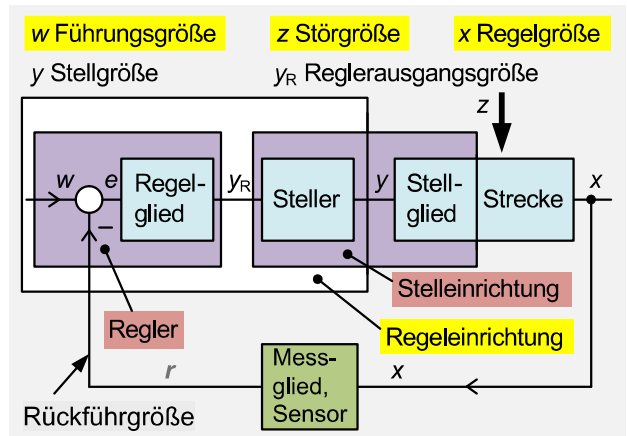 w Führungsgröße z Störgröße x Regelgröße
y Stellgröße yR Reglerausgangsgröße
z
w e Regel-
glied yR Steller y Stell-
glied Strecke x
−
Stelleinrichtung
Regler Regeleinrichtung
r Mess-
glied,
Sensor x
Rückführgröße